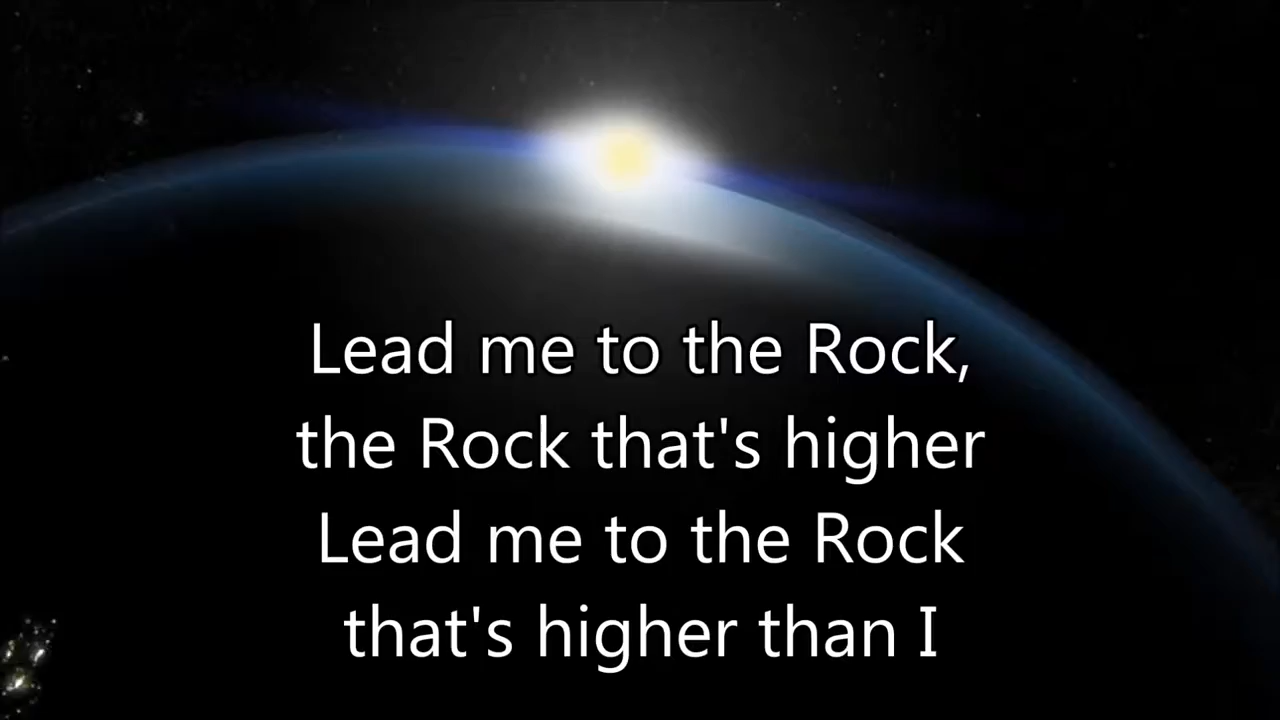 Lead me to the Rock,
the Rock that's higher
Lead me to the Rock
that's higher than I